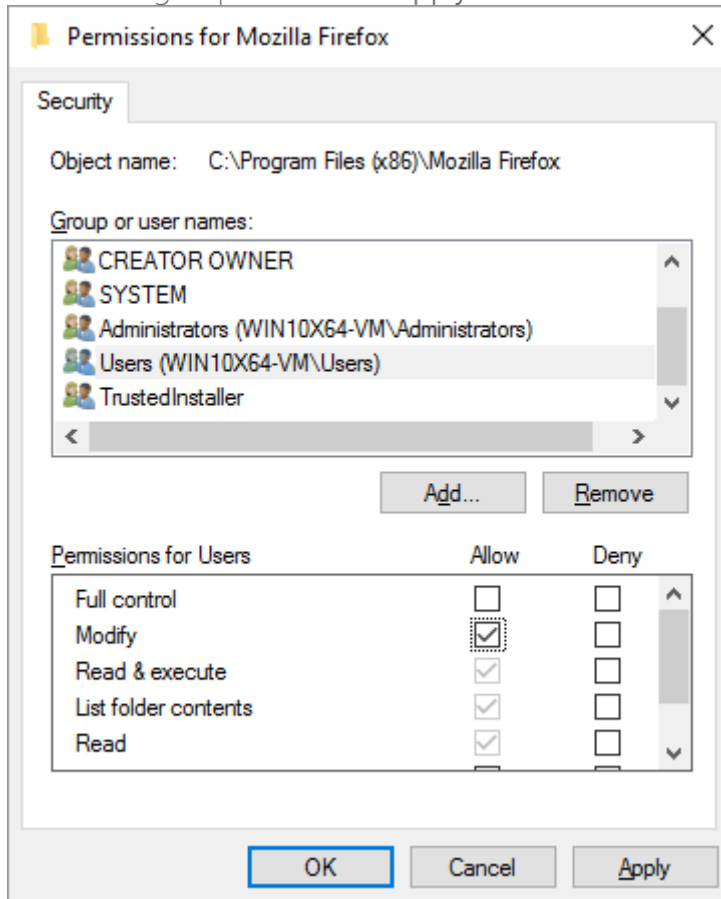 Permissions for Mozilla Firefox
Security
Object name: C:\Program Files (x86)\Mozilla Firefox
Group or user names:
CREATOR OWNER
SYSTEM
Administrators (WIN10X64-VM\Administrators)
Users (WIN10X64-VM\Users)
TrustedInstaller
Add... Remove
Permissions for Users Allow Deny
Full control
Modify
Read & execute
List folder contents
Read
OK Cancel Apply